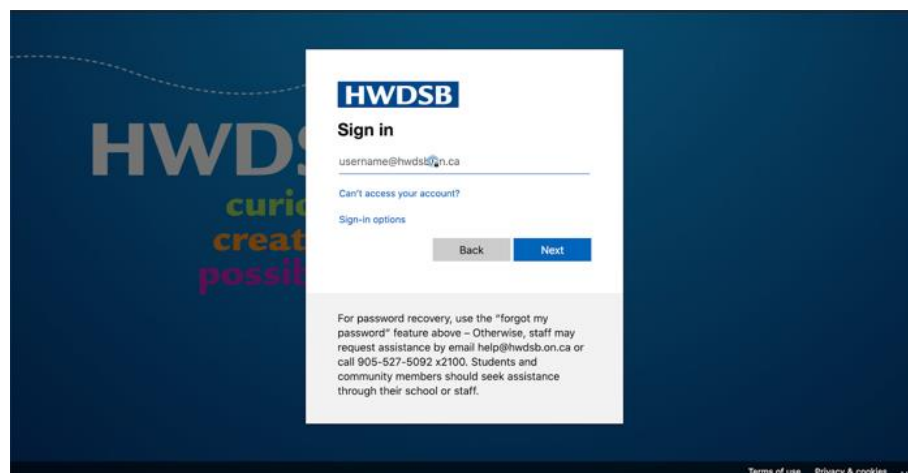 HWDSB
Sign in
username@hwdsb.on.ca
Can't access your account?
Sign-in options
Back Next
For password recovery, use the "forgot my
password" feature above – Otherwise, staff may
request assistance by email help@hwdsb.on.ca or
call 905-527-5092 x2100. Students and
community members should seek assistance
through their school or staff.
HWDS
curio
creat
possib
Terms of use Privacy & cookies